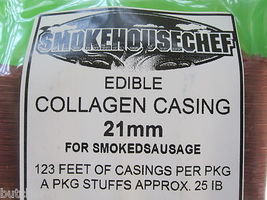 SMOKEHOUSECHEF
EDIBLE
COLLAGEN CASING
21mm
FOR SMOKEDSAUSAGE
123 FEET OF CASINGS PER PKG
A PKG STUFFS APPROX. 25 IB